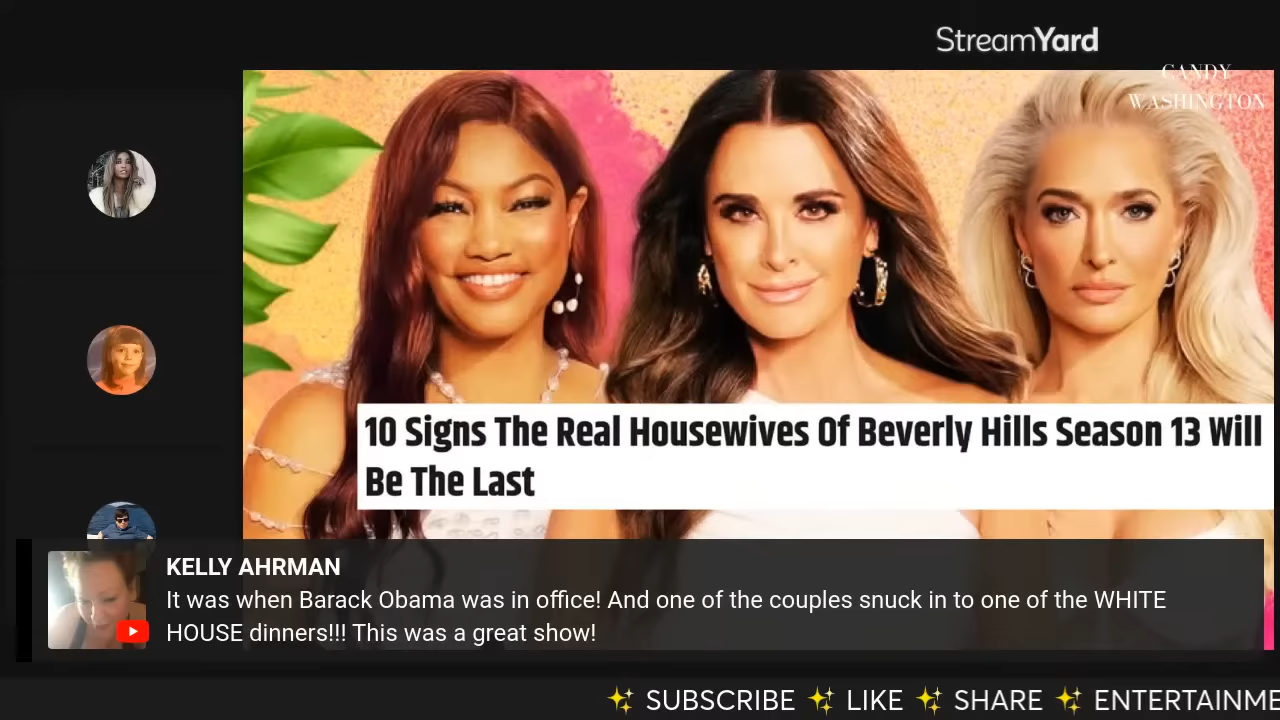 StreamYard
CANDY
WASHINGTON
10 Signs The Real Housewives Of Beverly Hills Season 13 Will
Be The Last
KELLY AHRMAN
It was when Barack Obama was in office! And one of the couples snuck in to one of the WHITE
HOUSE dinners!!! This was a great show!
✨ SUBSCRIBE ✨ LIKE ✨ SHARE ✨ ENTERTAINME